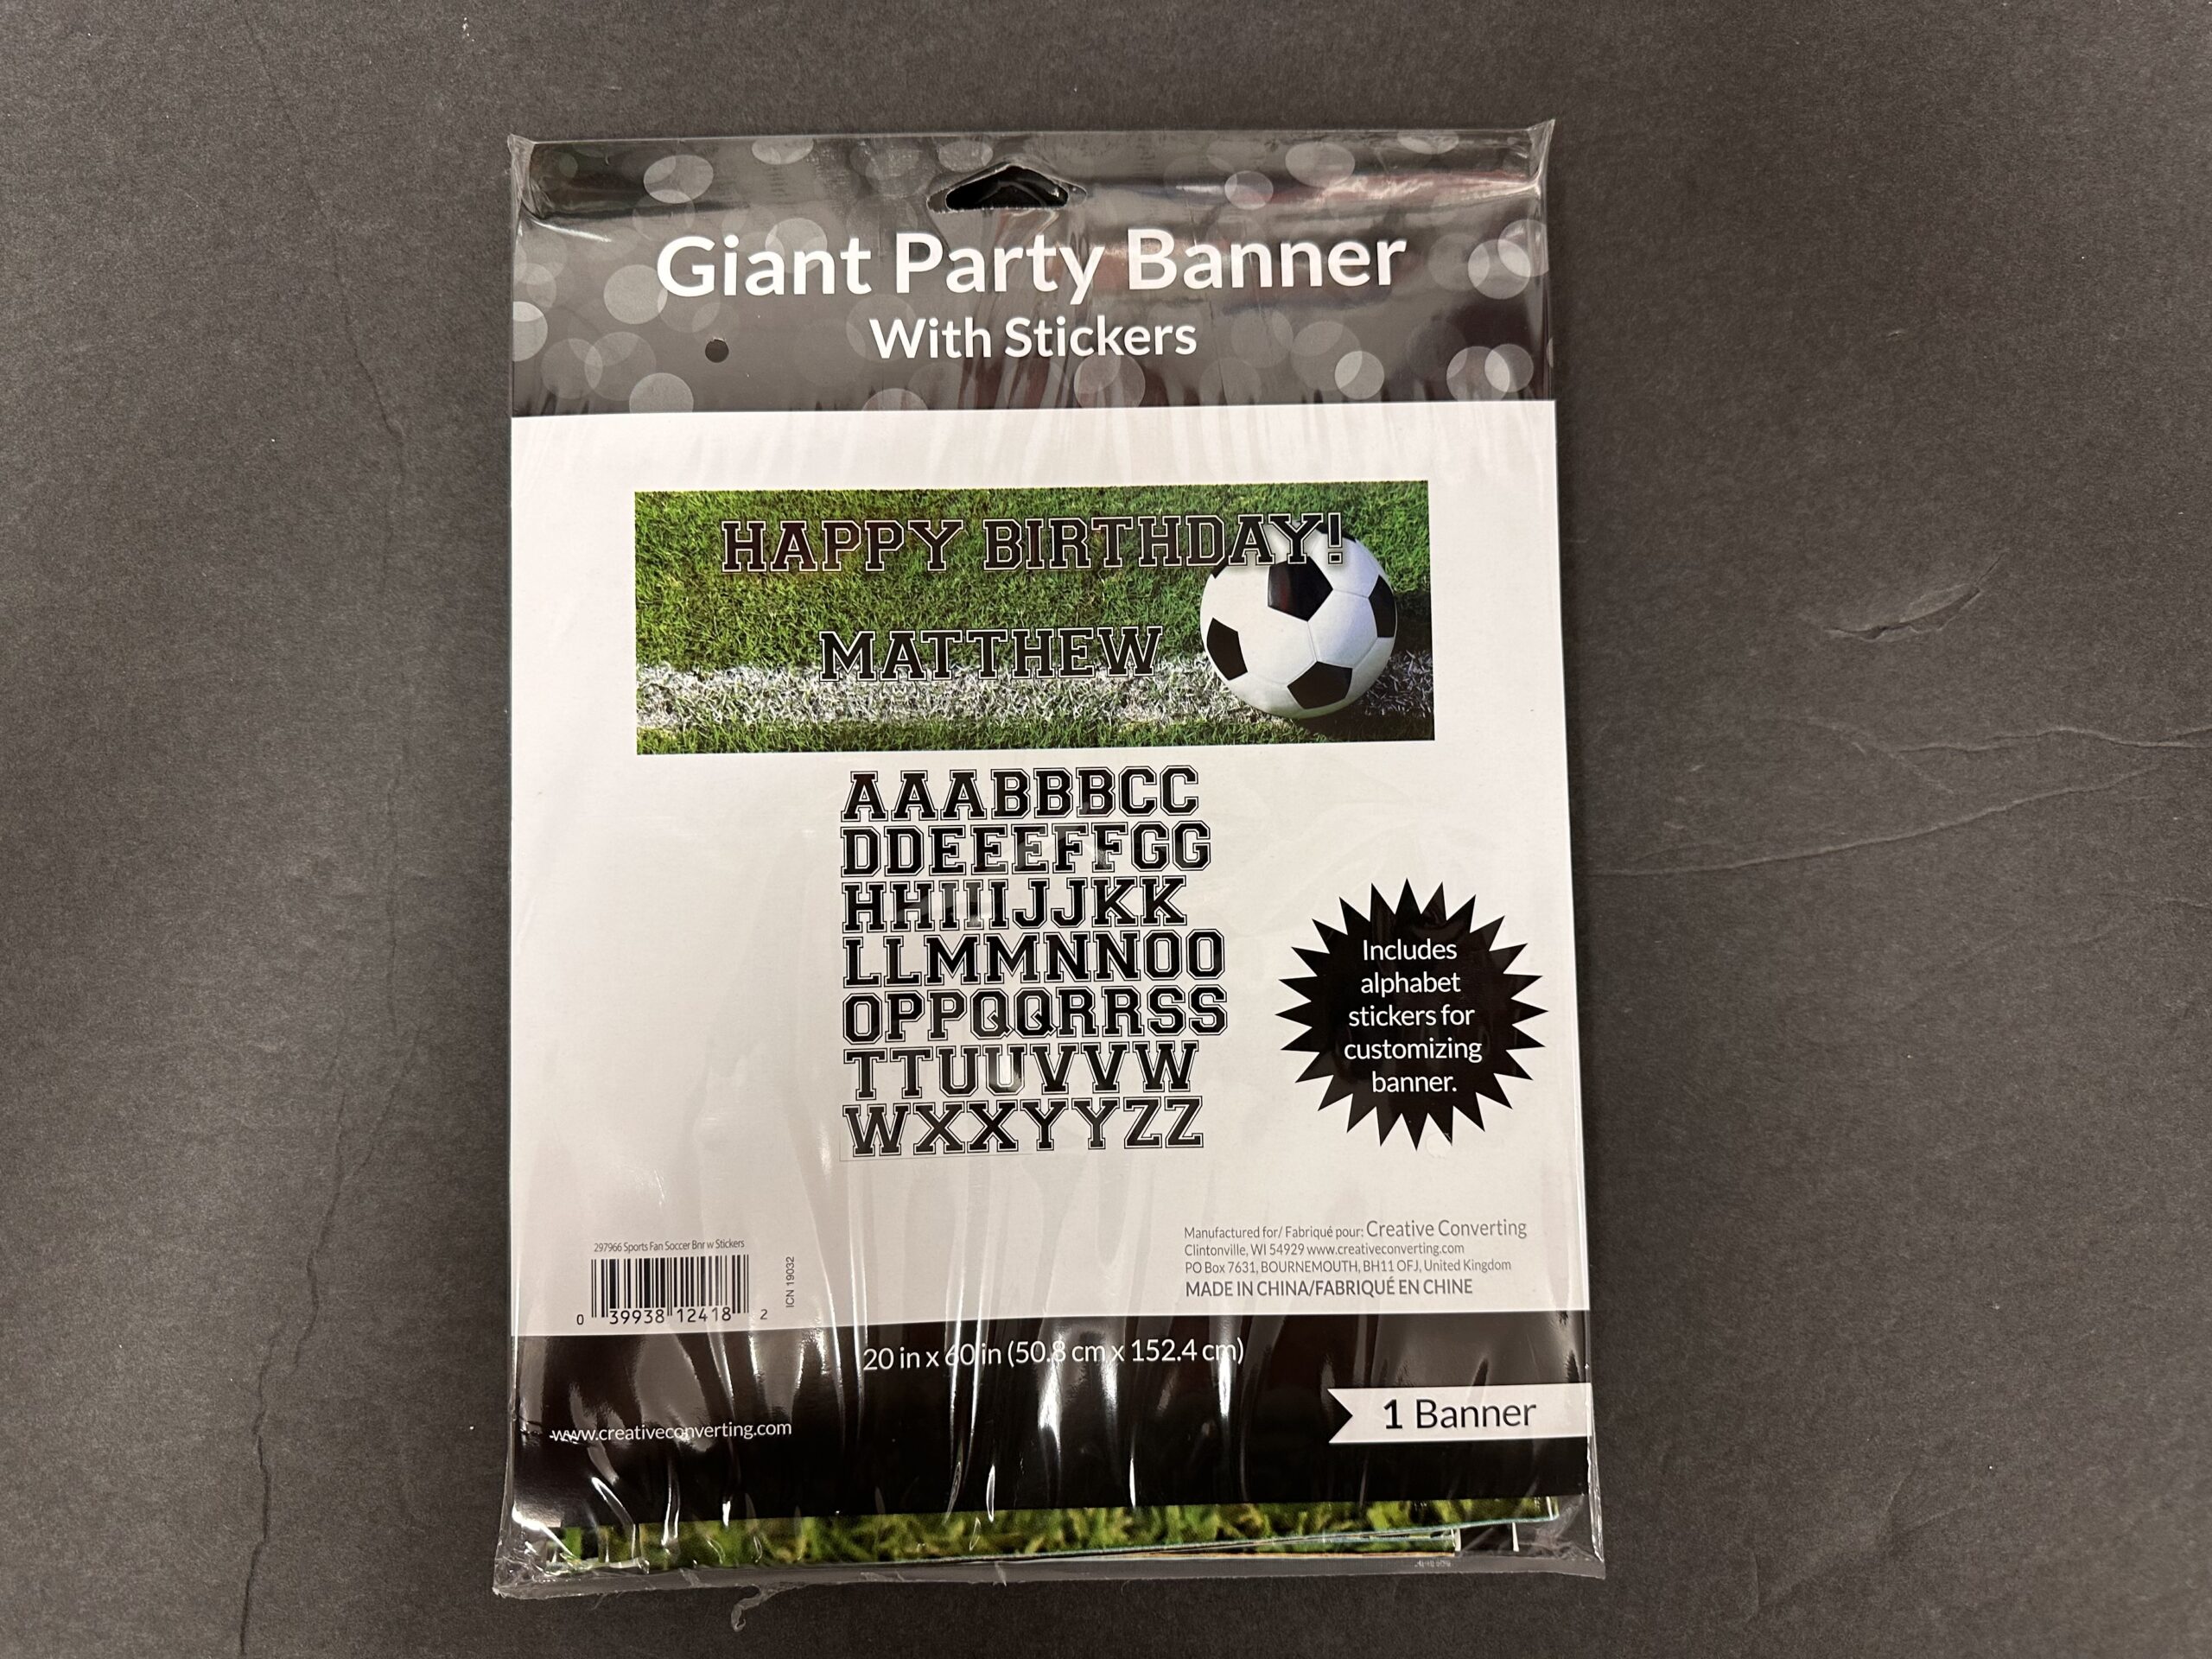 Giant Party Banner
With Stickers
HAPPY BIRTHDAY!
MATTHEW
AAABBBCC
DDEEEFFGG
HHIIIJJKK
LLMMNNOO
OPPQQRRSS
TTUUVVW
WXXYYZZ
Includes
alphabet
stickers for
customizing
banner.
297966 Sports Fan Soccer Bnr w Stickers
0 39938 12418 2
ICN 19032
Manufactured for/ Fabriqué pour: Creative Converting
Clintonville, WI 54929 www.creativeconverting.com
PO Box 7631, BOURNEMOUTH, BH11 OFJ, United Kingdom
MADE IN CHINA/FABRIQUÉ EN CHINE
20 in x 60 in (50.8 cm x 152.4 cm)
1 Banner
www.creativeconverting.com